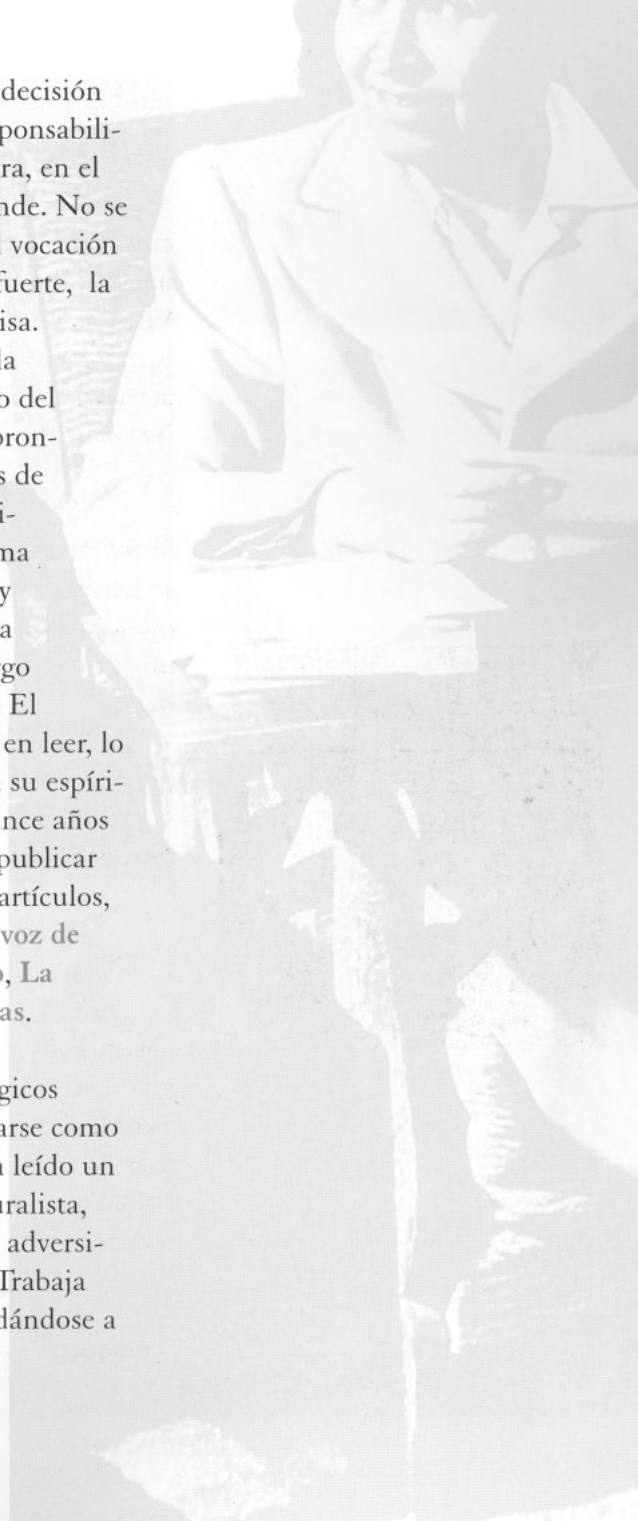 decisión
ponsabili-
ra, en el
nde. No se
l vocación
fuerte, la
isa.
la
o del
oron-
s de
i-
ma
y
a
go
El
en leer, lo
su espíri-
nce años
publicar
artículos,
voz de
o, La
as.
gicos
arse como
n leído un
uralista,
adversi-
Trabaja
dándose a